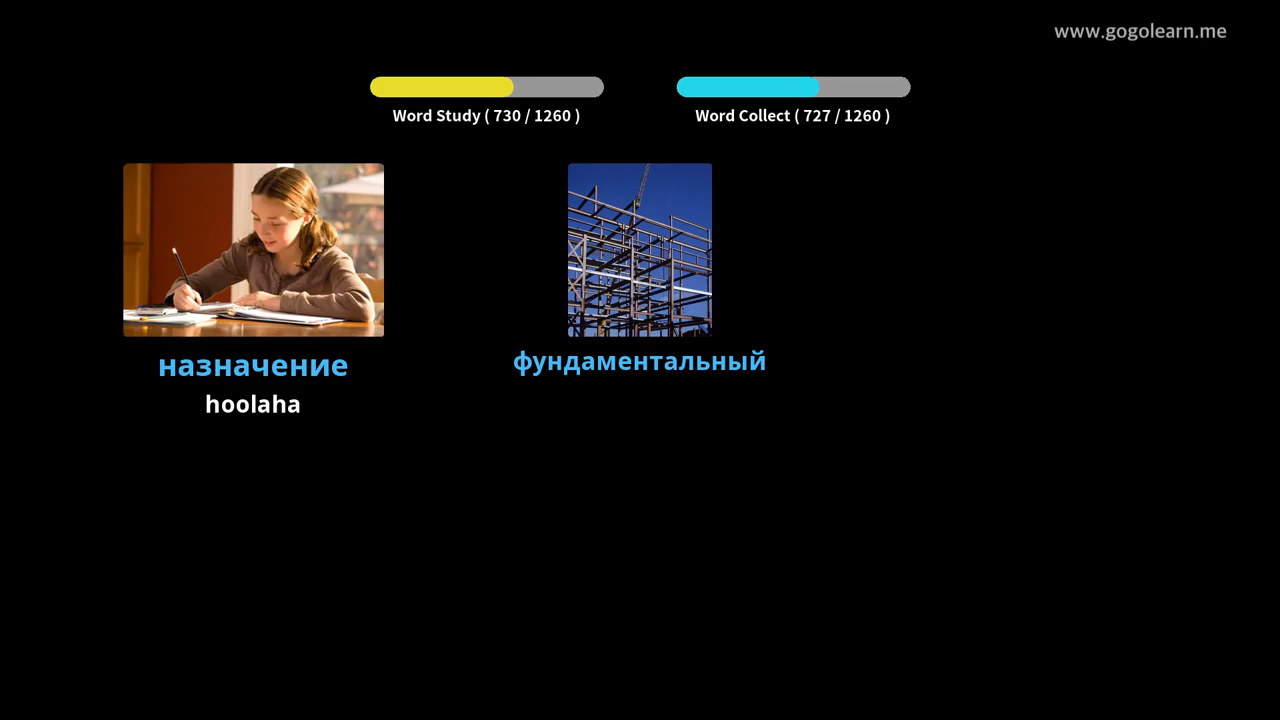 www.gogolearn.me
Word Study ( 730 / 1260 )
Word Collect ( 727 / 1260 )
назначение
hoolaha
фундаментальный